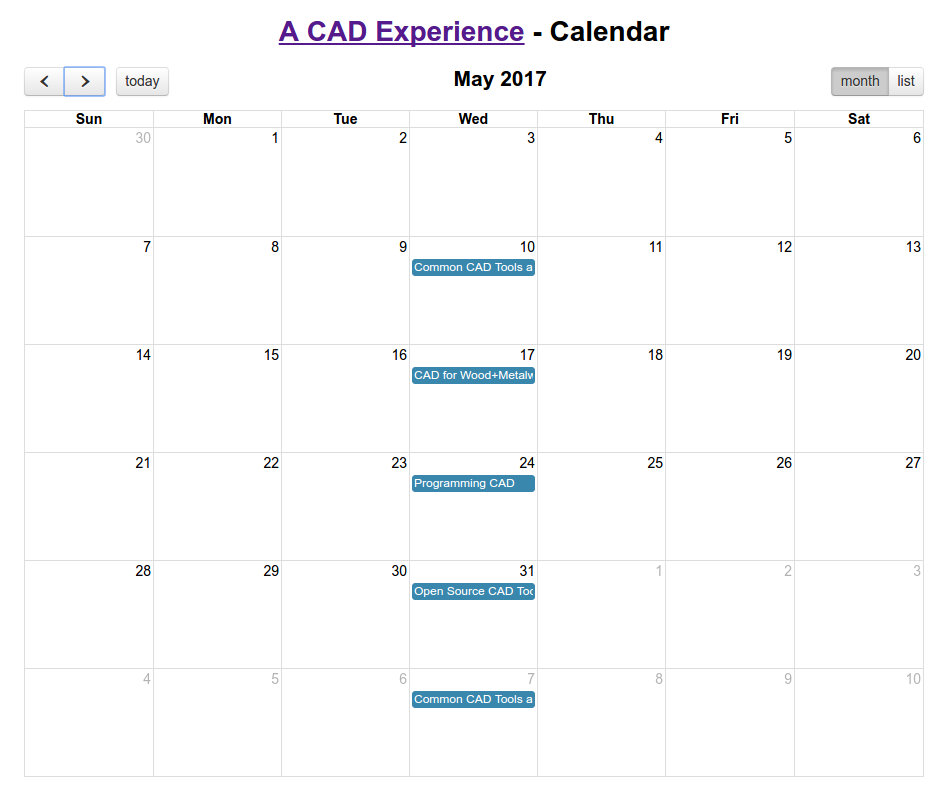 A CAD Experience - Calendar
< > today May 2017 month list
Sun Mon Tue Wed Thu Fri Sat
30 1 2 3 4 5 6
7 8 9 10 11 12 13
Common CAD Tools a
14 15 16 17 18 19 20
CAD for Wood+Metalw
21 22 23 24 25 26 27
Programming CAD
28 29 30 31 1 2 3
Open Source CAD Too
4 5 6 7 8 9 10
Common CAD Tools a